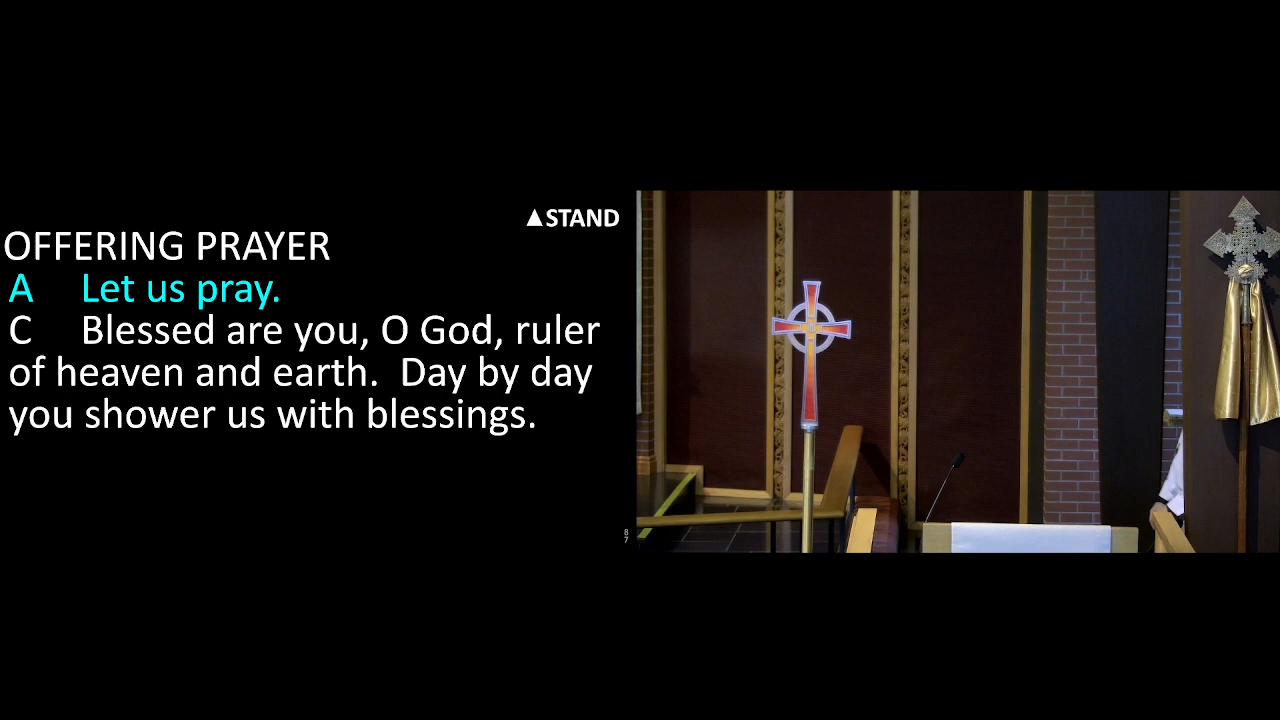 ▲STAND
OFFERING PRAYER
A Let us pray.
C Blessed are you, O God, ruler
of heaven and earth. Day by day
you shower us with blessings.
87